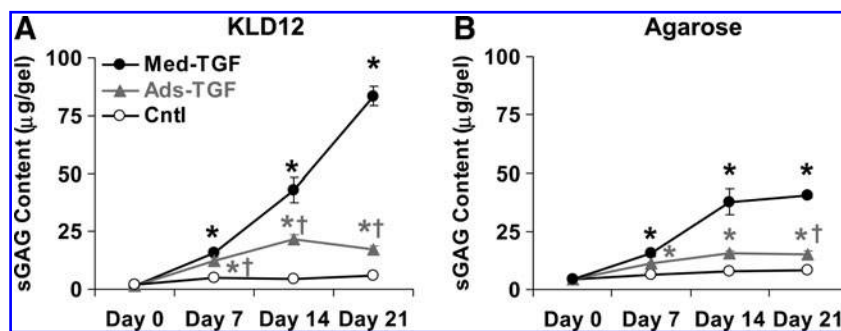 A KLD12
sGAG Content (μg/gel)
100
75
50
25
0
Med-TGF
Ads-TGF
Cntl
*
*
*
*†
*†
*†
Day 0 Day 7 Day 14 Day 21
B Agarose
sGAG Content (μg/gel)
100
75
50
25
0
*
*
*
*
*
*†
Day 0 Day 7 Day 14 Day 21